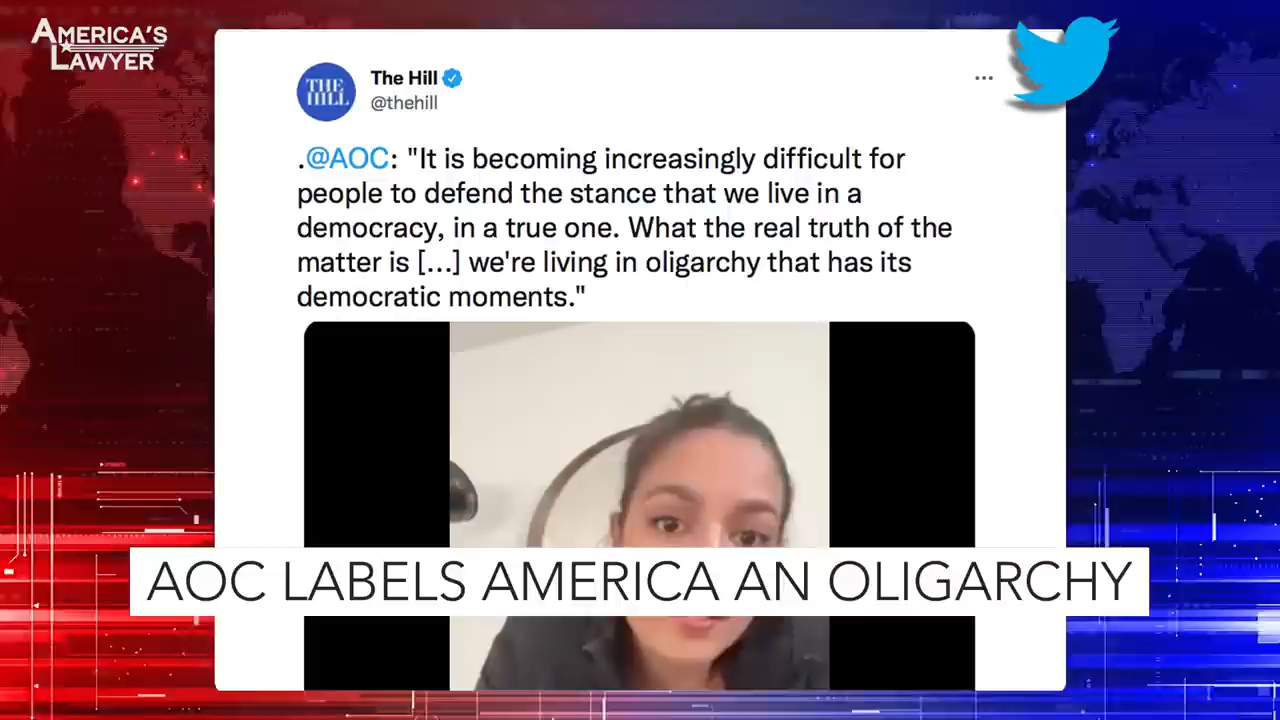 AMERICA'S
LAWYER
THE
HILL
The Hill
@thehill
.@AOC: "It is becoming increasingly difficult for
people to defend the stance that we live in a
democracy, in a true one. What the real truth of the
matter is [...] we're living in oligarchy that has its
democratic moments."
AOC LABELS AMERICA AN OLIGARCHY